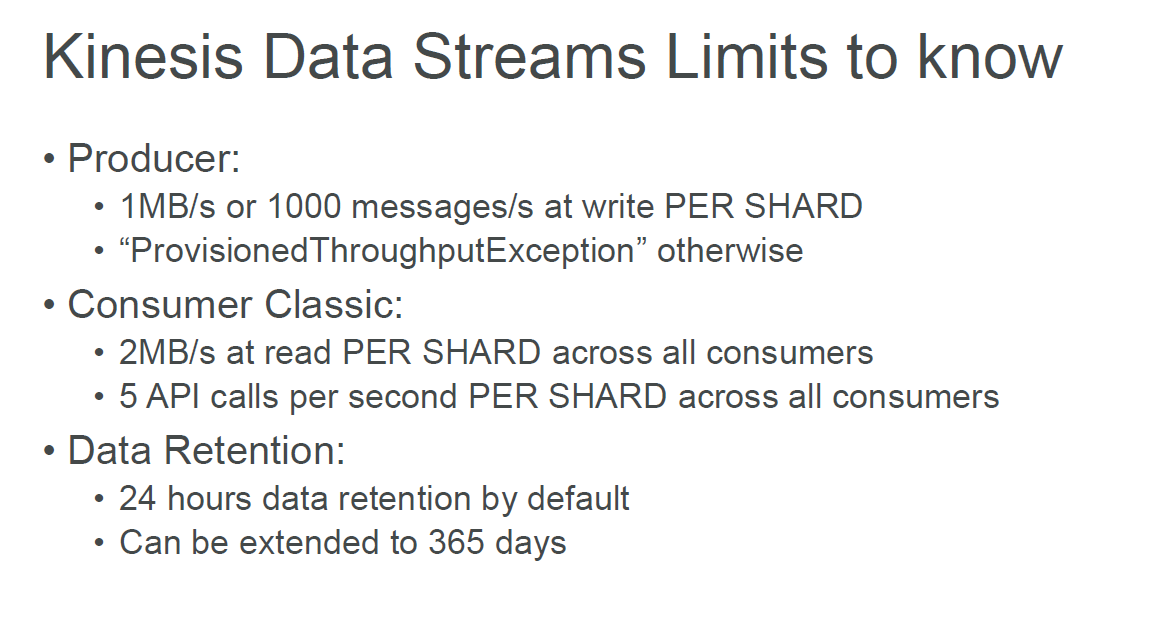 Kinesis Data Streams Limits to know
• Producer:
• 1MB/s or 1000 messages/s at write PER SHARD
• “ProvisionedThroughputException” otherwise
• Consumer Classic:
• 2MB/s at read PER SHARD across all consumers
• 5 API calls per second PER SHARD across all consumers
• Data Retention:
• 24 hours data retention by default
• Can be extended to 365 days